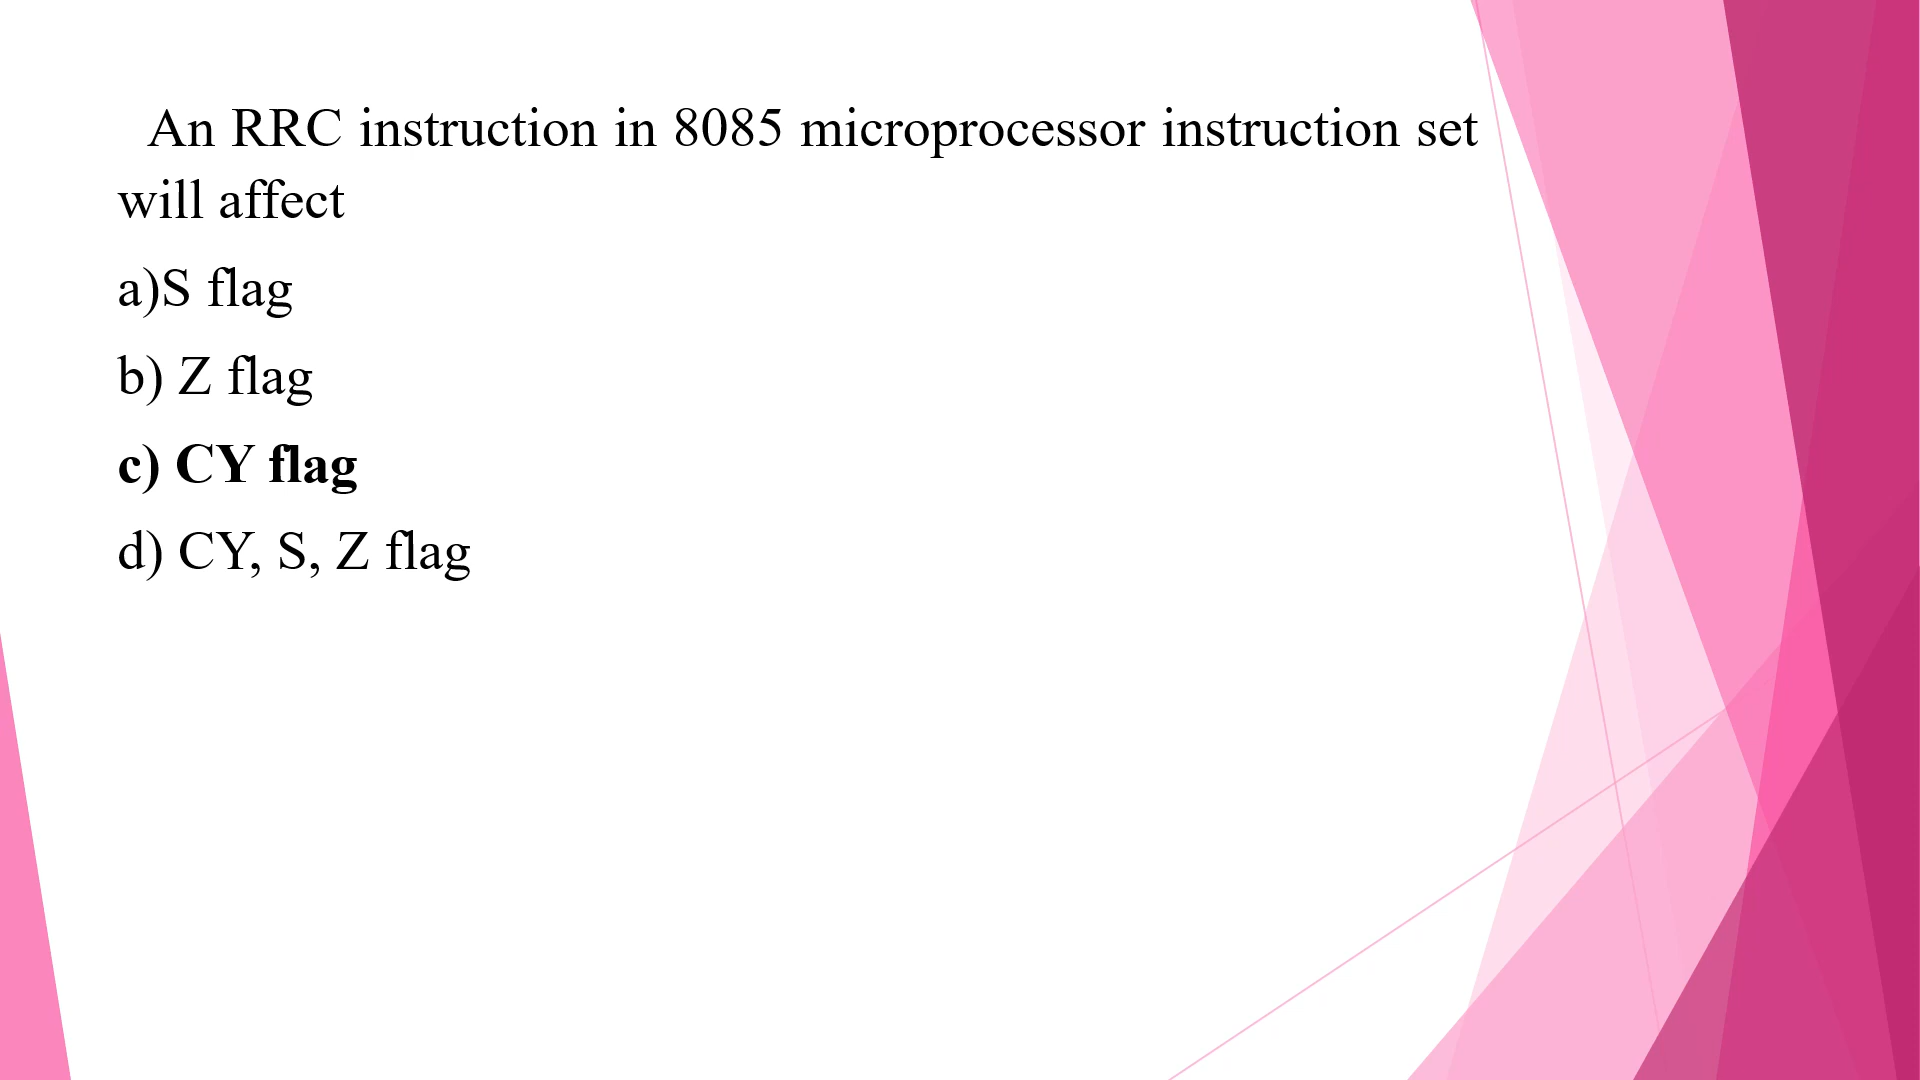 An RRC instruction in 8085 microprocessor instruction set
will affect
a)S flag
b) Z flag
c) CY flag
d) CY, S, Z flag